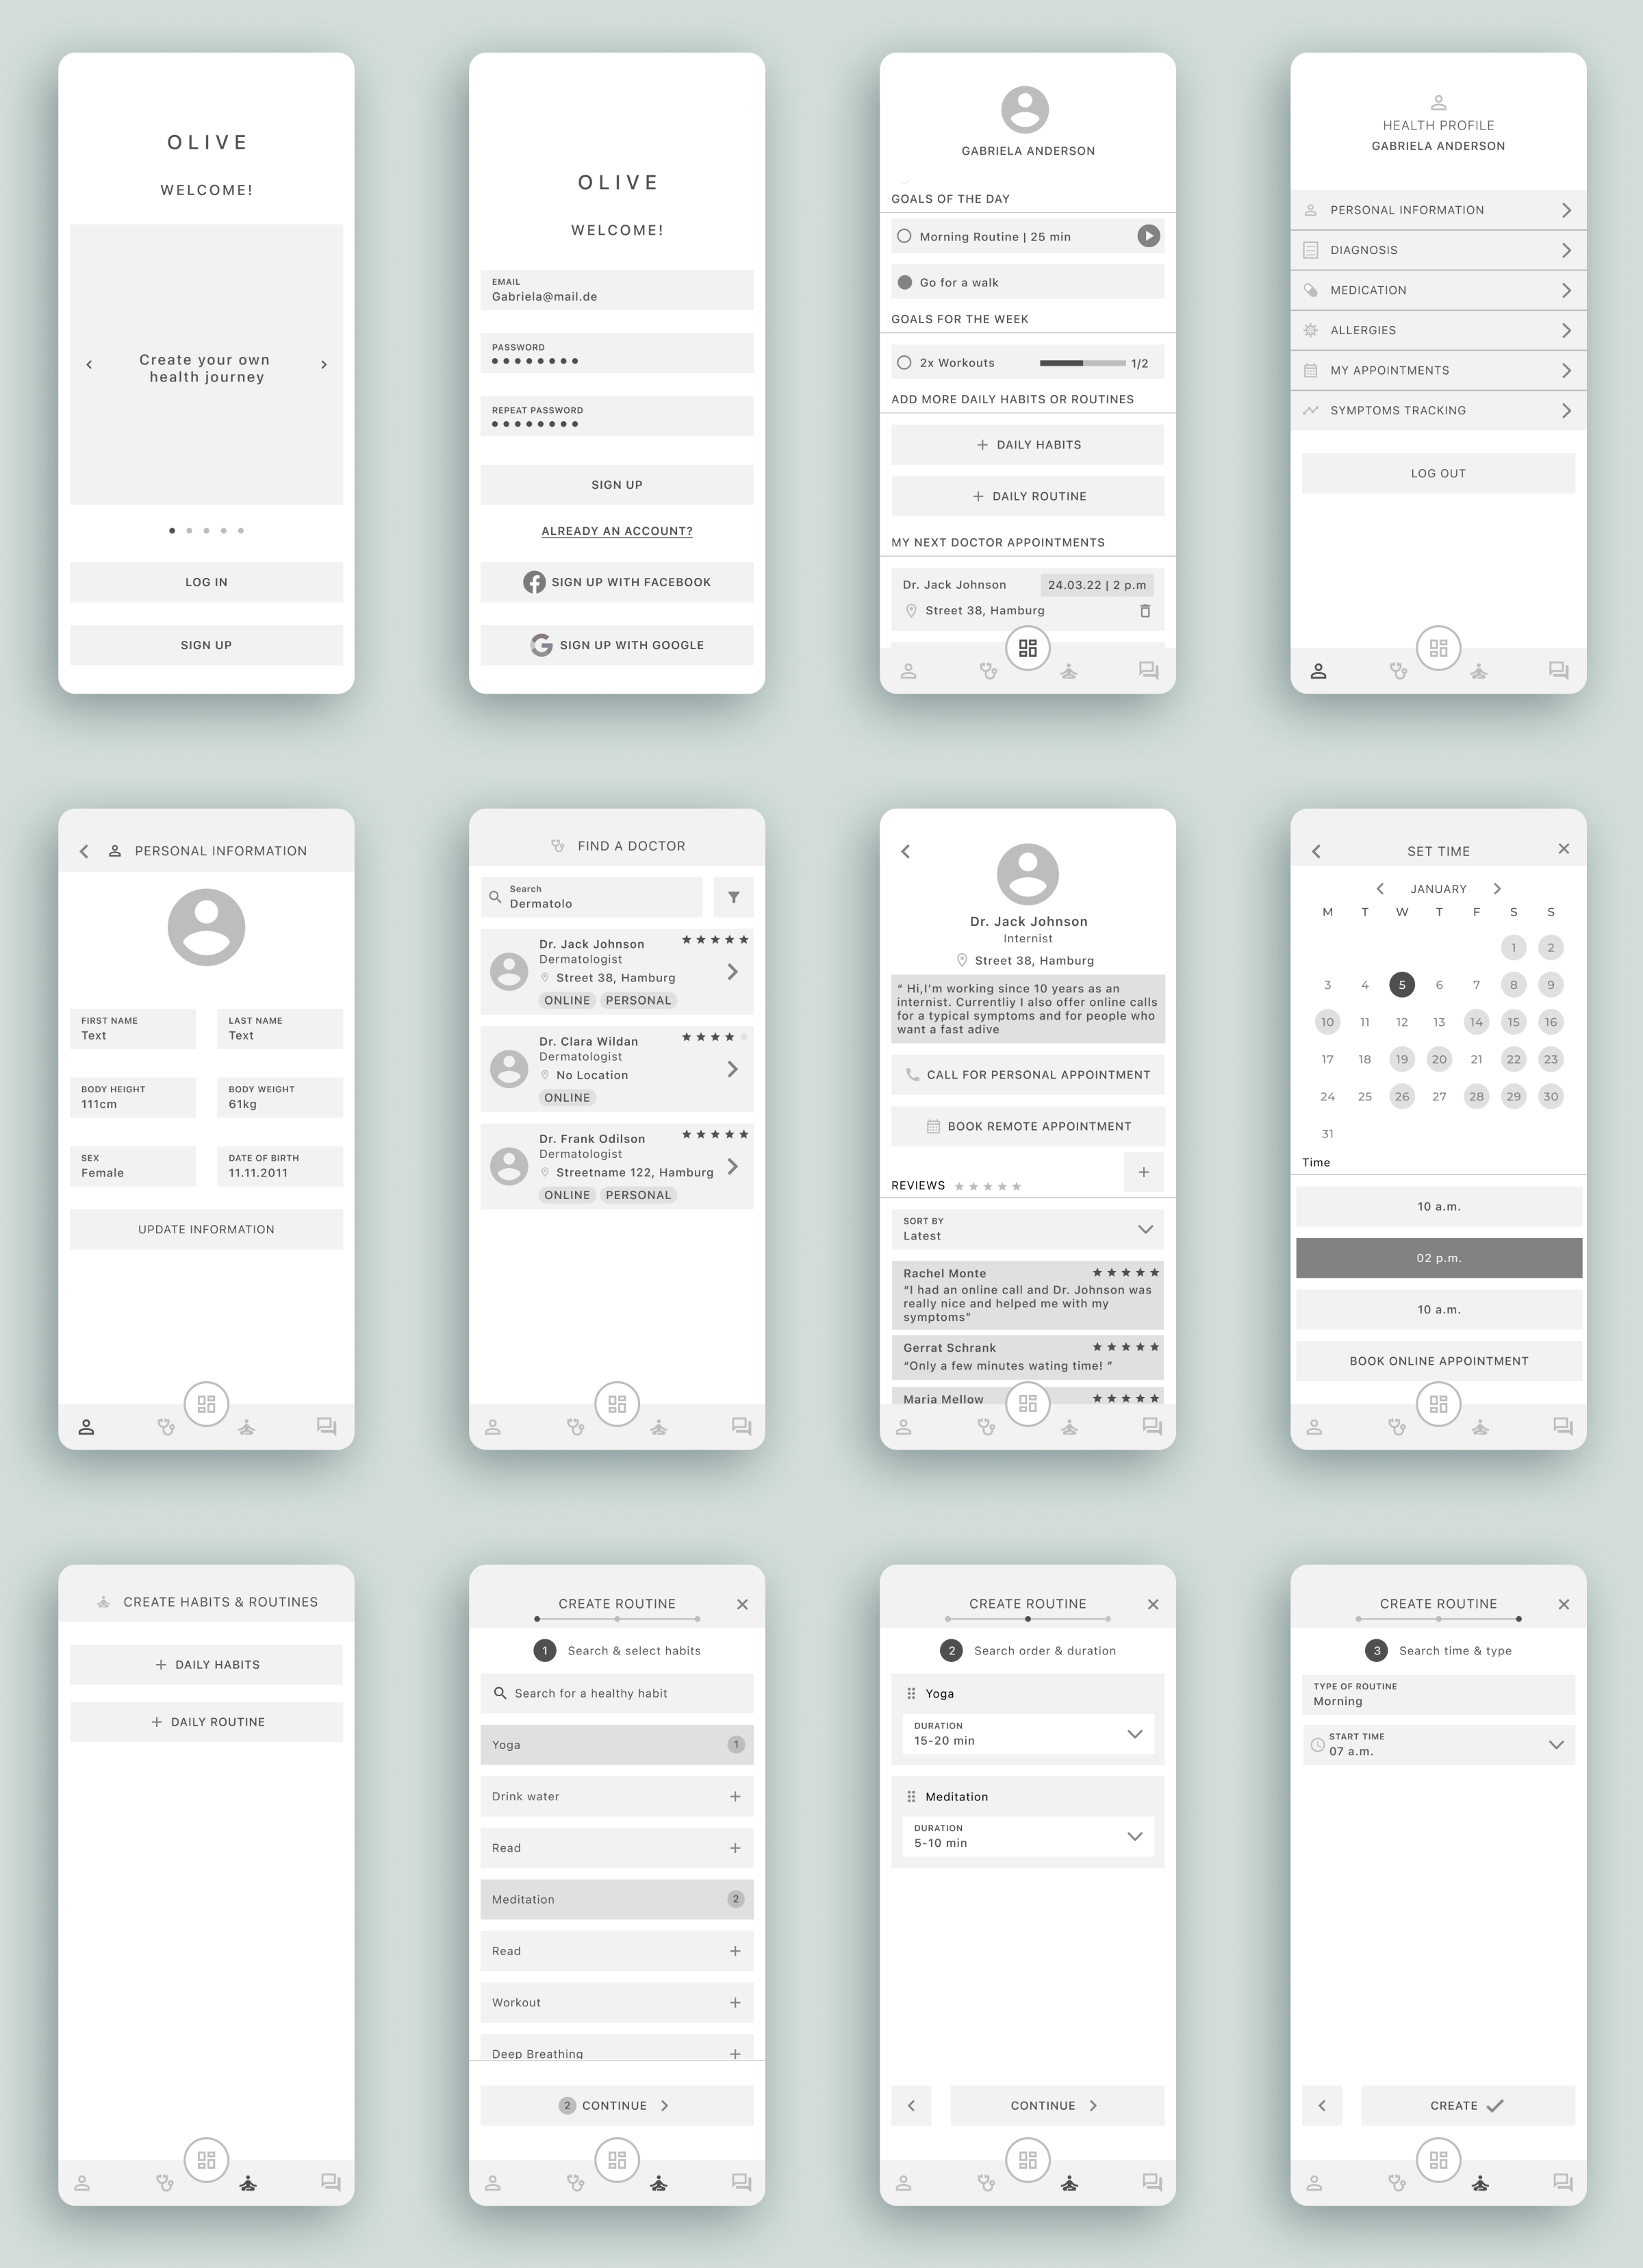 OLIVE
WELCOME!
Create your own
health journey
LOG IN
SIGN UP
OLIVE
WELCOME!
EMAIL
Gabriela@mail.de
PASSWORD
REPEAT PASSWORD
SIGN UP
ALREADY AN ACCOUNT?
SIGN UP WITH FACEBOOK
SIGN UP WITH GOOGLE
GABRIELA ANDERSON
GOALS OF THE DAY
Morning Routine | 25 min
Go for a walk
GOALS FOR THE WEEK
2x Workouts 1/2
ADD MORE DAILY HABITS OR ROUTINES
+ DAILY HABITS
+ DAILY ROUTINE
MY NEXT DOCTOR APPOINTMENTS
Dr. Jack Johnson 24.03.22 | 2 p.m
Street 38, Hamburg
HEALTH PROFILE
GABRIELA ANDERSON
PERSONAL INFORMATION
DIAGNOSIS
MEDICATION
ALLERGIES
MY APPOINTMENTS
SYMPTOMS TRACKING
LOG OUT
PERSONAL INFORMATION
FIRST NAME
Text
LAST NAME
Text
BODY HEIGHT
111cm
BODY WEIGHT
61kg
SEX
Female
DATE OF BIRTH
11.11.2011
UPDATE INFORMATION
FIND A DOCTOR
Search
Dermatolo
Dr. Jack Johnson
Dermatologist
Street 38, Hamburg
ONLINE PERSONAL
Dr. Clara Wildan
Dermatologist
No Location
ONLINE
Dr. Frank Odilson
Dermatologist
Streetname 122, Hamburg
ONLINE PERSONAL
Dr. Jack Johnson
Internist
Street 38, Hamburg
“ Hi,I’m working since 10 years as an
internist. Currentliy I also offer online calls
for a typical symptoms and for people who
want a fast adive
CALL FOR PERSONAL APPOINTMENT
BOOK REMOTE APPOINTMENT
REVIEWS
+
SORT BY
Latest
Rachel Monte
“I had an online call and Dr. Johnson was
really nice and helped me with my
symptoms”
Gerrat Schrank
“Only a few minutes wating time! ”
Maria Mellow
SET TIME
JANUARY
M T W T F S S
1 2
3 4 5 6 7 8 9
10 11 12 13 14 15 16
17 18 19 20 21 22 23
24 25 26 27 28 29 30
31
Time
10 a.m.
02 p.m.
10 a.m.
BOOK ONLINE APPOINTMENT
CREATE HABITS & ROUTINES
+ DAILY HABITS
+ DAILY ROUTINE
CREATE ROUTINE
1 Search & select habits
Search for a healthy habit
Yoga 1
Drink water +
Read +
Meditation 2
Read +
Workout +
Deep Breathing +
2 CONTINUE
CREATE ROUTINE
2 Search order & duration
Yoga
DURATION
15-20 min
Meditation
DURATION
5-10 min
CONTINUE
CREATE ROUTINE
3 Search time & type
TYPE OF ROUTINE
Morning
START TIME
07 a.m.
CREATE